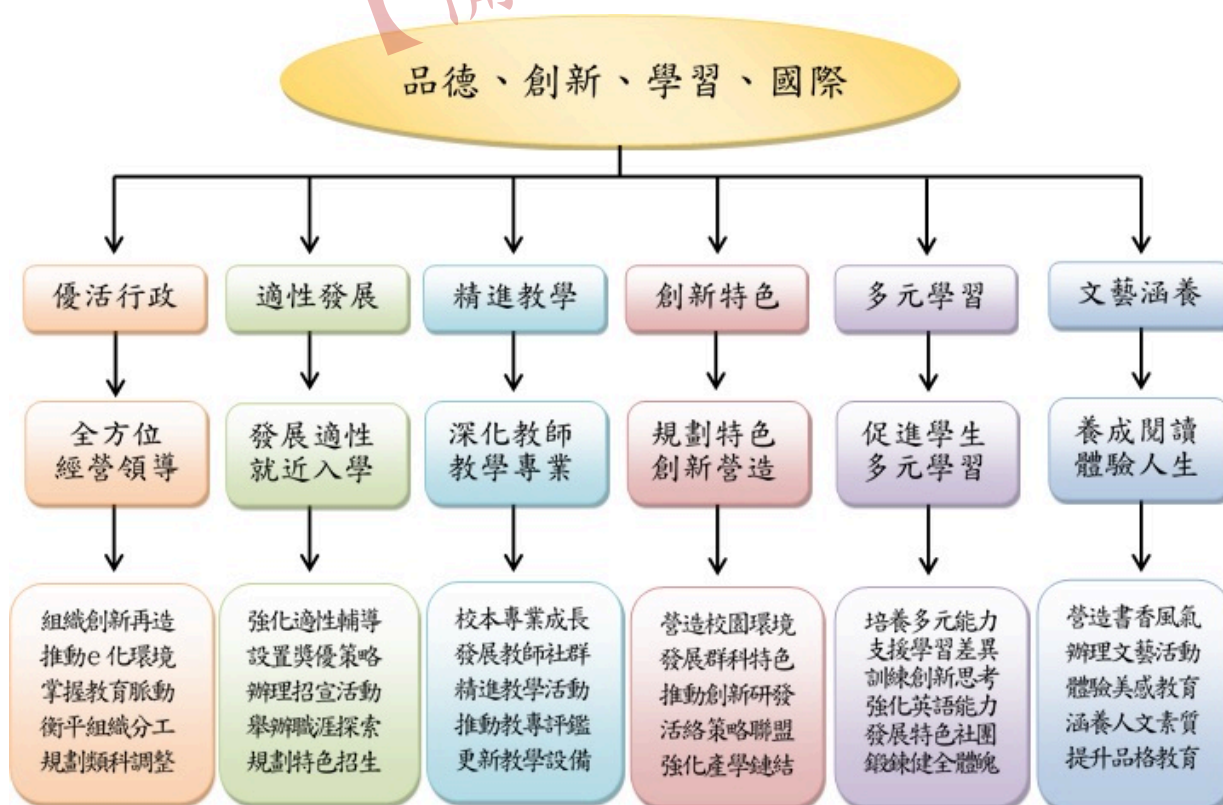 品德、創新、學習、國際
優活行政
適性發展
精進教學
創新特色
多元學習
文藝涵養
全方位
經營領導
發展適性
就近入學
深化教師
教學專業
規劃特色
創新營造
促進學生
多元學習
養成閱讀
體驗人生
組織創新再造
推動e化環境
掌握教育脈動
衡平組織分工
規劃類科調整
強化適性輔導
設置獎優策略
辦理招宣活動
舉辦職涯探索
規劃特色招生
校本專業成長
發展教師社群
精進教學活動
推動教專評鑑
更新教學設備
營造校園環境
發展群科特色
推動創新研發
活絡策略聯盟
強化產學鏈結
培養多元能力
支援學習差異
訓練創新思考
強化英語能力
發展特色社團
鍛鍊健全體魄
營造書香風氣
辦理文藝活動
體驗美感教育
涵養人文素質
提升品格教育